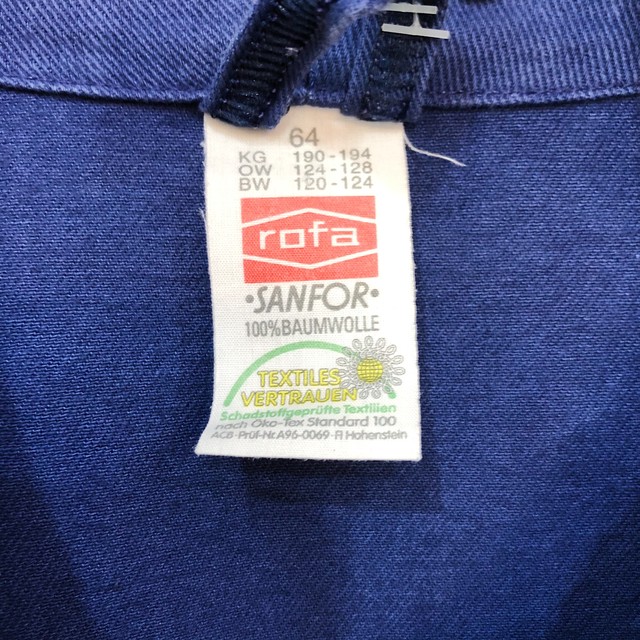 64
KG 190-194
OW 124-128
BW 120-124
rofa
•SANFOR•
100%BAUMWOLLE
TEXTILES
VERTRAUEN
Schadstoffgeprüfte Textilien
nach Öko-Tex Standard 100
ACB·Prüf-Nr.A96-0069·FI Hohenstein